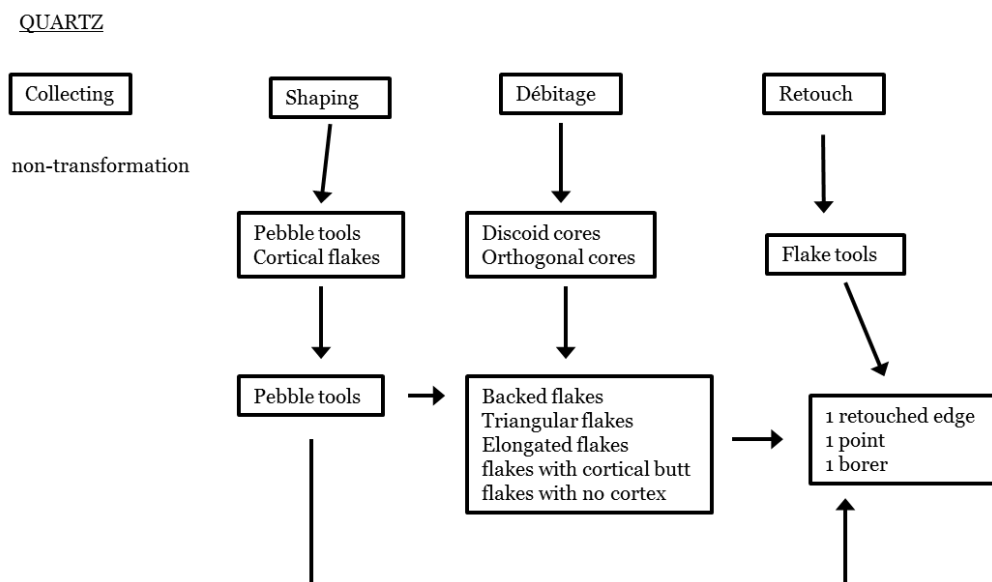 QUARTZ
Collecting
Shaping
Débitage
Retouch
non-transformation
Pebble tools
Cortical flakes
Discoid cores
Orthogonal cores
Flake tools
Pebble tools
Backed flakes
Triangular flakes
Elongated flakes
flakes with cortical butt
flakes with no cortex
1 retouched edge
1 point
1 borer